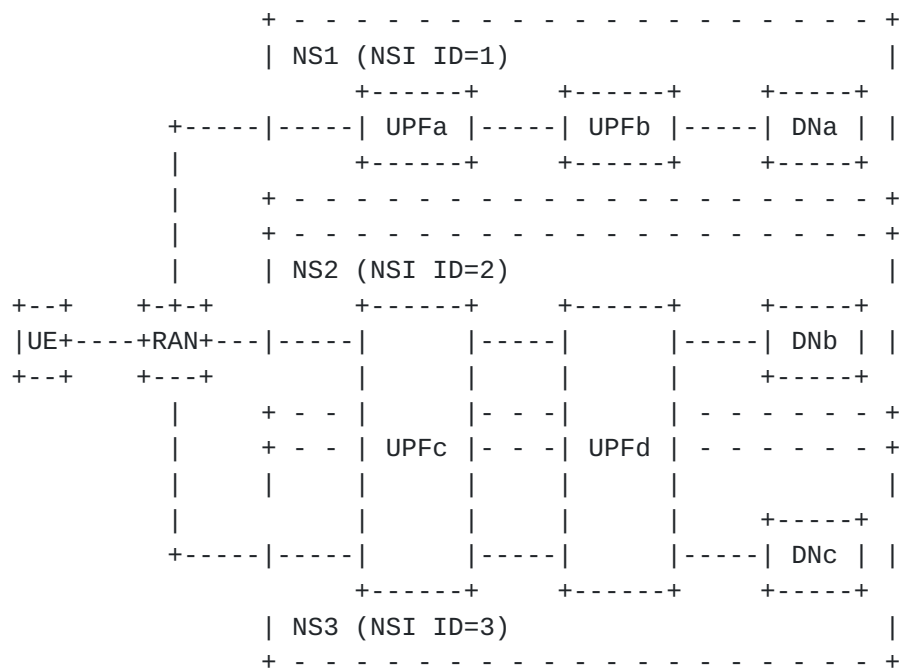 NS1 (NSI ID=1)
UPFa UPFb DNa
NS2 (NSI ID=2)
UE RAN DNb
UPFc UPFd
DNc
NS3 (NSI ID=3)